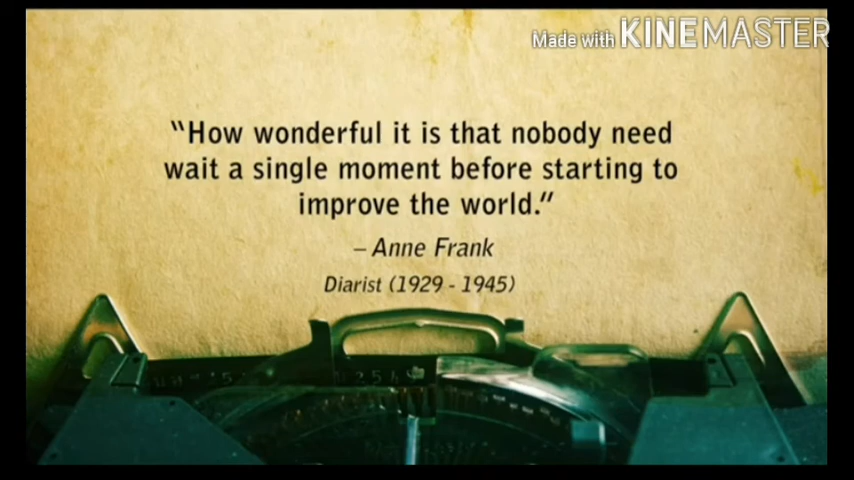 Made with KINEMASTER
“How wonderful it is that nobody need
wait a single moment before starting to
improve the world.”
– Anne Frank
Diarist (1929 - 1945)